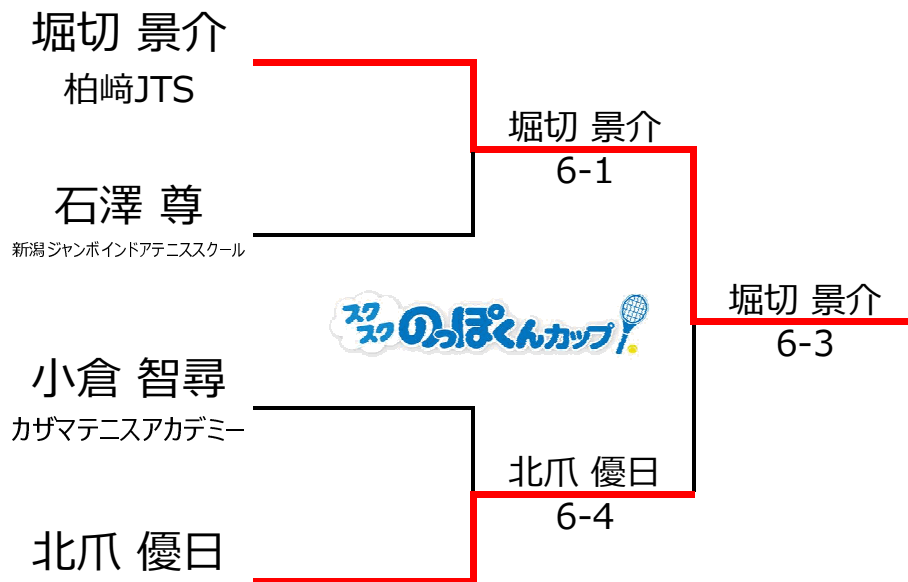 堀切 景介
柏﨑JTS
堀切 景介
6-1
石澤 尊
新潟ジャンボインドアテニススクール
スク
スク
のっぽくんカップ
堀切 景介
6-3
小倉 智尋
カザマテニスアカデミー
北爪 優日
6-4
北爪 優日